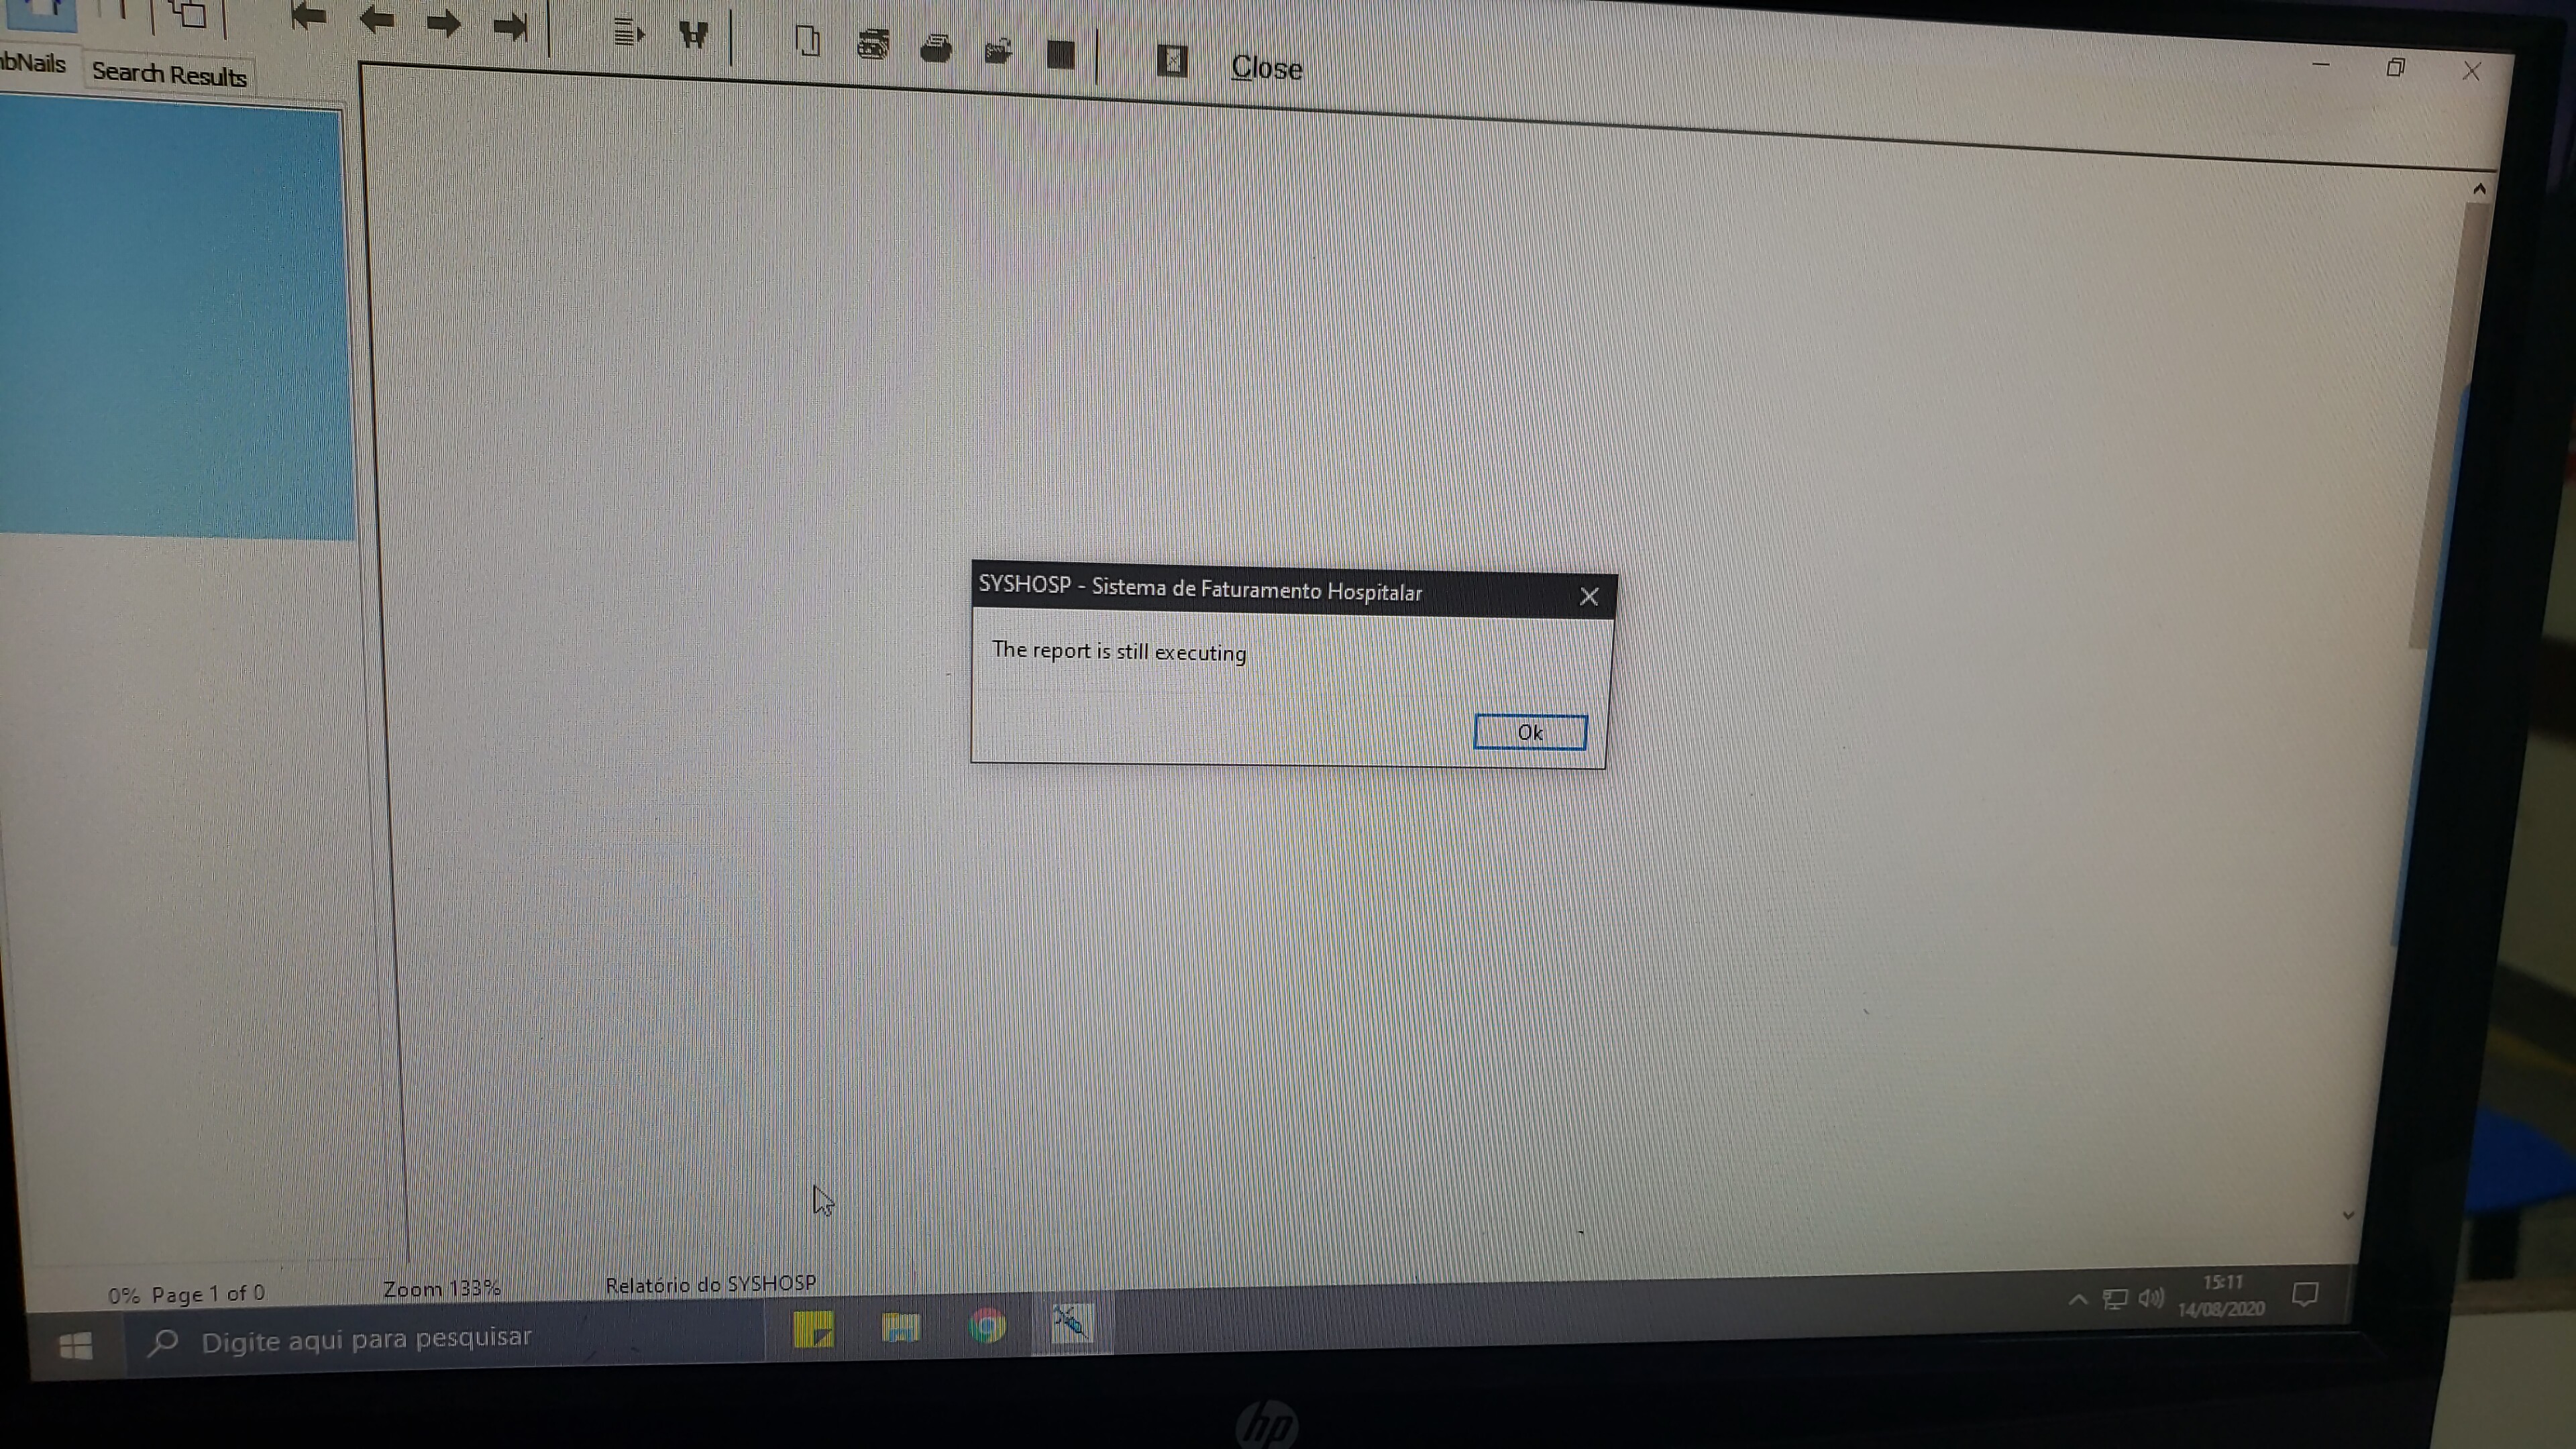 Search Results
Close
SYSHOSP - Sistema de Faturamento Hospitalar
The report is still executing
Ok
0% Page 1 of 0
Zoom 133%
Relatório do SYSHOSP
Digite aqui para pesquisar
15:11
14/08/2020
hp